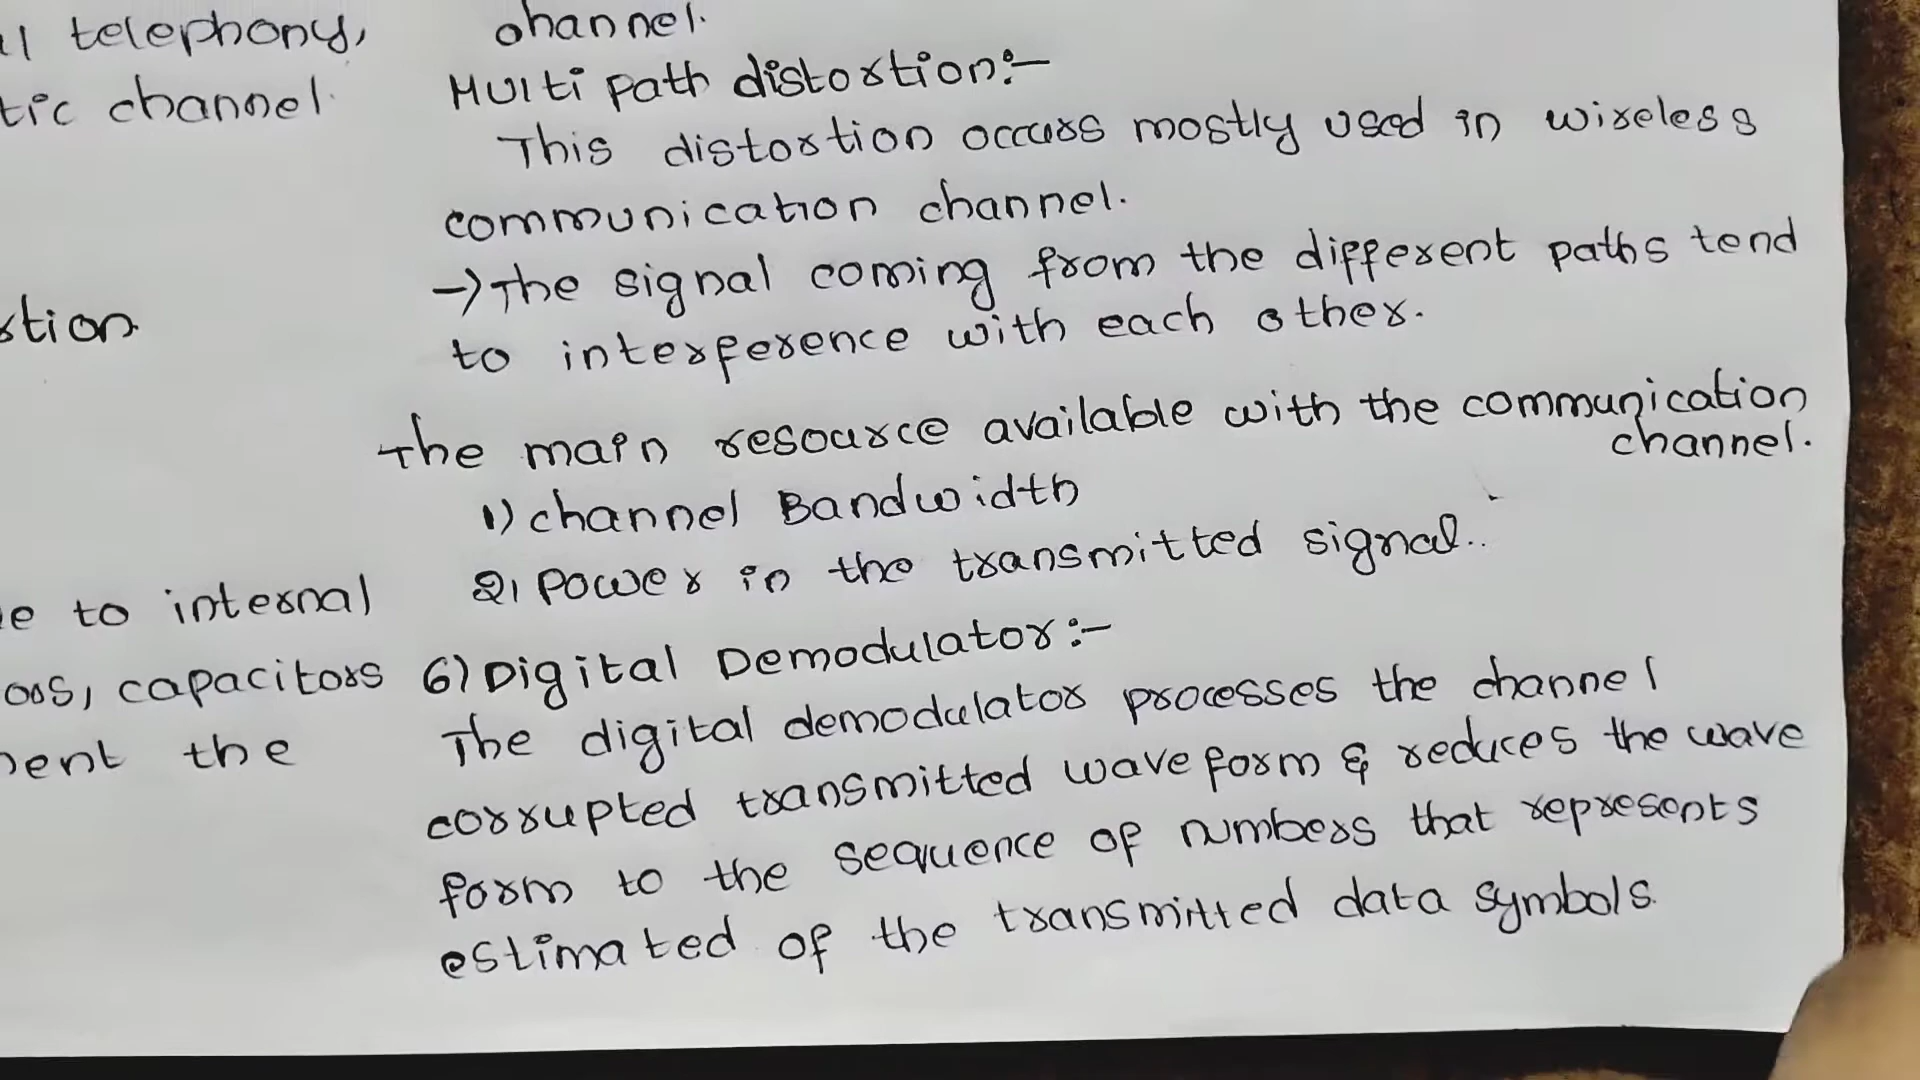 telephony,
channel.
stion
to internal
capacitors
the
channel.
Multi path distortion:-
This distortion occurs mostly used in wireless
communication channel.
→The signal coming from the different paths tend
to interference with each other.
The main resource available with the communication
channel.
1) channel Bandwidth
2) Power in the transmitted signal..
6) Digital Demodulator:-
The digital demodulator processes the channel
corrupted transmitted waveform & reduces the wave
form to the sequence of numbers that represents
estimated of the transmitted data symbols.